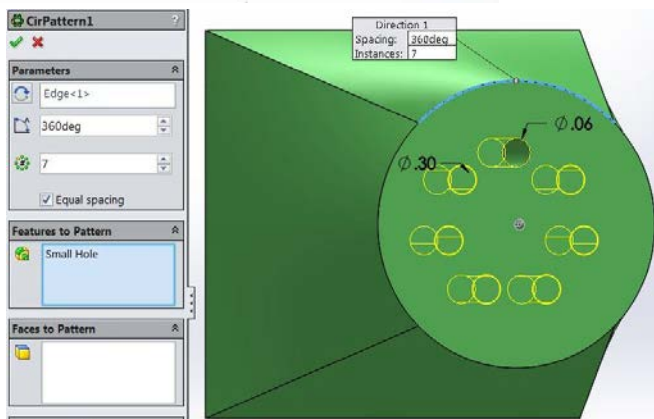 CirPattern1
?
Direction 1
Spacing: 360deg
Instances: 7
Parameters
Edge<1>
360deg
7
Equal spacing
Features to Pattern
Small Hole
Faces to Pattern
Ø.06
Ø.30